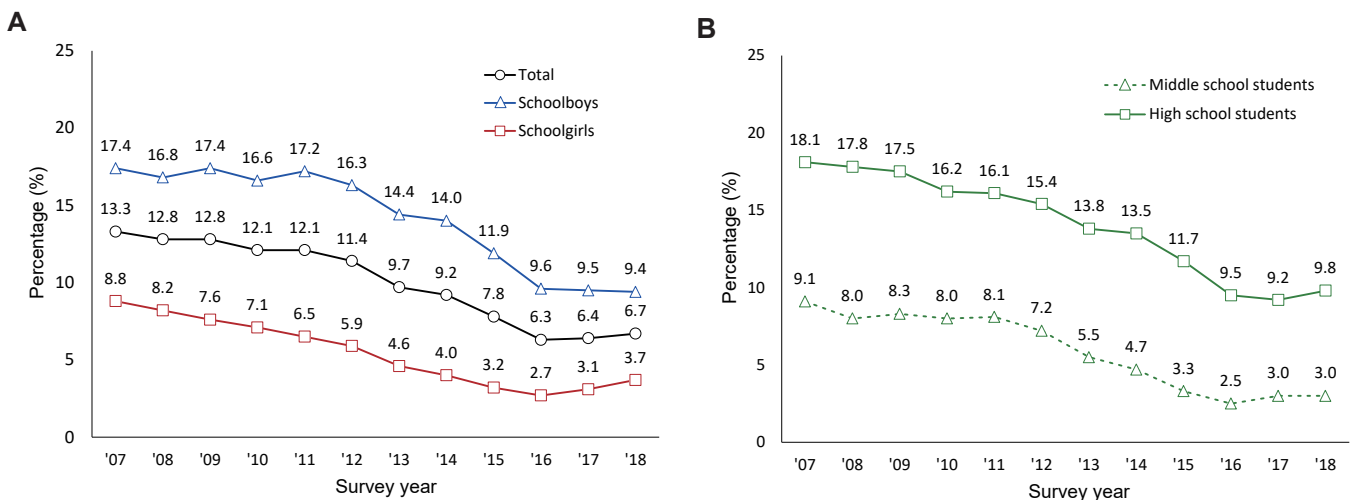 A
25
20
15
10
5
0
Percentage (%)
Total
Schoolboys
Schoolgirls
17.4 16.8 17.4 16.6 17.2 16.3 14.4 14.0 11.9 9.6 9.5 9.4
13.3 12.8 12.8 12.1 12.1 11.4 9.7 9.2 7.8 6.3 6.4 6.7
8.8 8.2 7.6 7.1 6.5 5.9 4.6 4.0 3.2 2.7 3.1 3.7
'07 '08 '09 '10 '11 '12 '13 '14 '15 '16 '17 '18
Survey year
B
25
20
15
10
5
0
Percentage (%)
Middle school students
High school students
18.1 17.8 17.5 16.2 16.1 15.4 13.8 13.5 11.7 9.5 9.2 9.8
9.1 8.0 8.3 8.0 8.1 7.2 5.5 4.7 3.3 2.5 3.0 3.0
'07 '08 '09 '10 '11 '12 '13 '14 '15 '16 '17 '18
Survey year